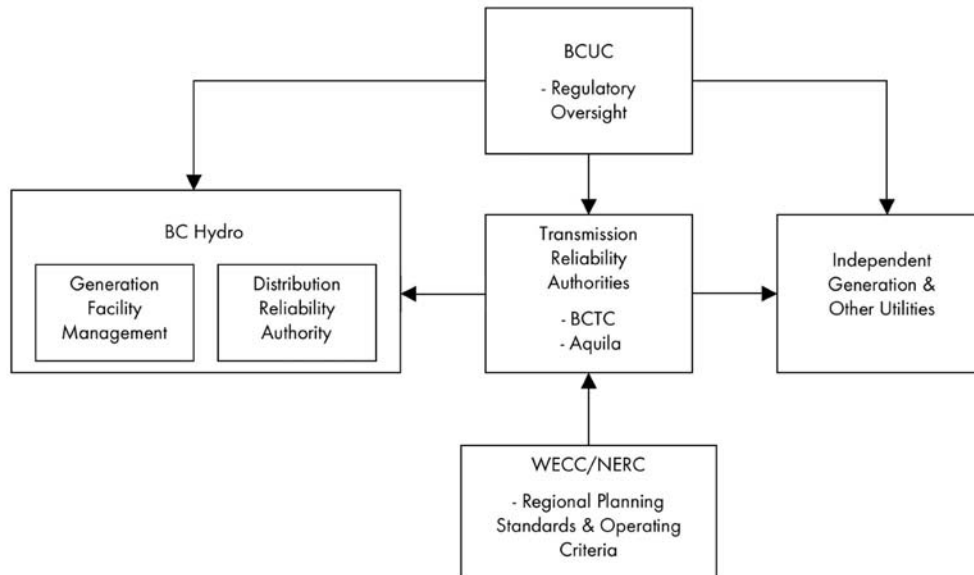 BCUC
- Regulatory
Oversight
BC Hydro
Generation
Facility
Management
Distribution
Reliability
Authority
Transmission
Reliability
Authorities
- BCTC
- Aquila
Independent
Generation &
Other Utilities
WECC/NERC
- Regional Planning
Standards & Operating
Criteria